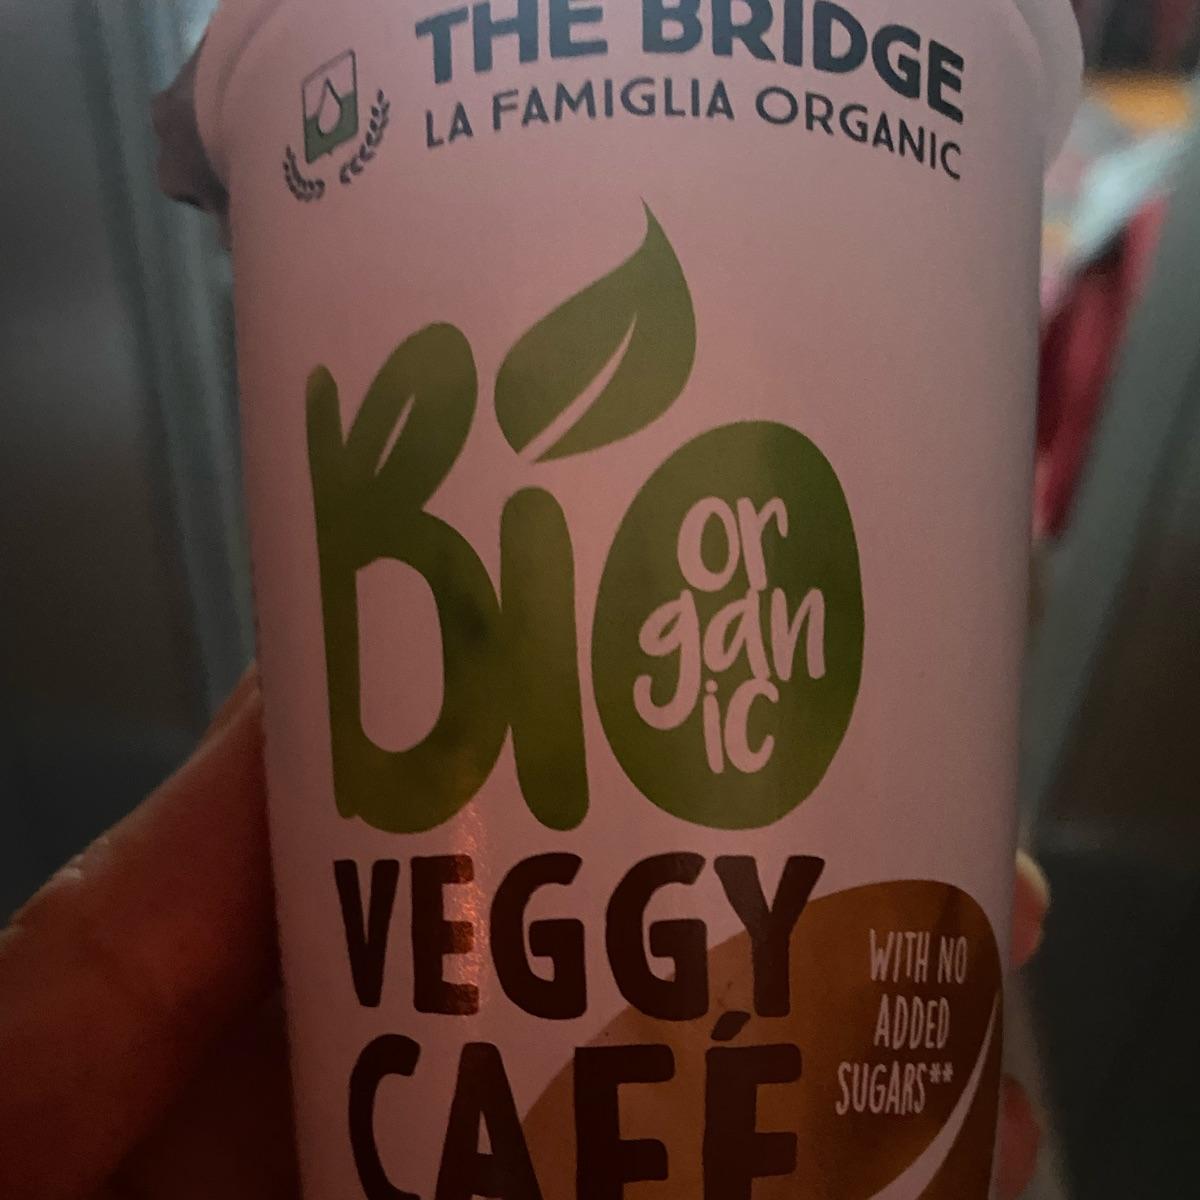 THE BRIDGE
LA FAMIGLIA ORGANIC
Bio
or
gan
ic
VEGGY
CAFÉ
WITH NO
ADDED
SUGARS**